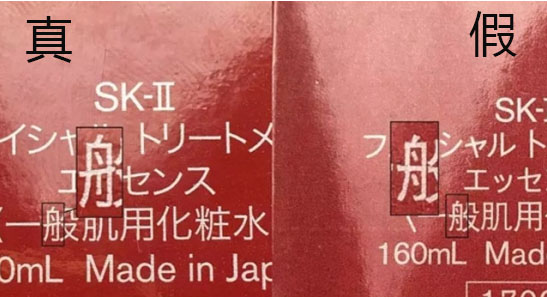 真
SK-II
イシャル トリートメ
エ センス
(一般肌用化粧水
0mL Made in Jap
假
SK-
フ シャル ト
エッセ
(一般肌用
160mL Mad